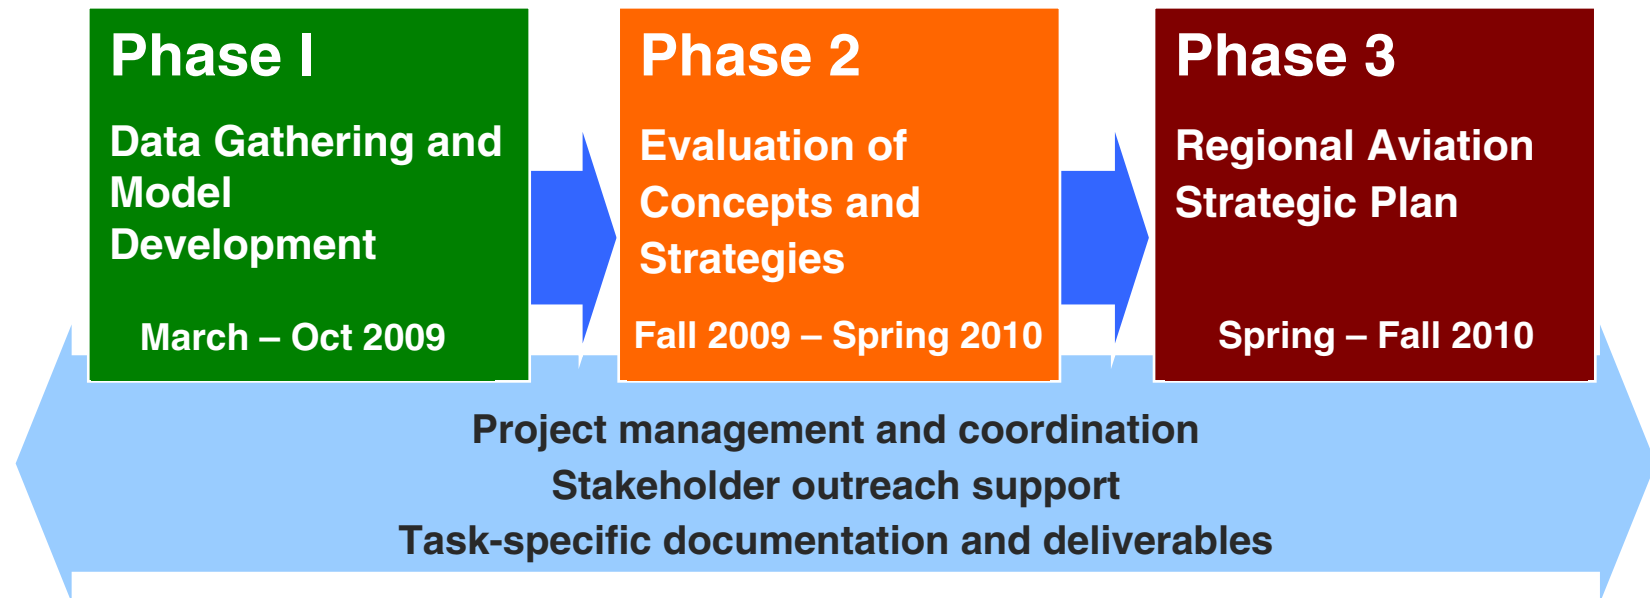 Phase I
Data Gathering and
Model
Development
March – Oct 2009
Phase 2
Evaluation of
Concepts and
Strategies
Fall 2009 – Spring 2010
Phase 3
Regional Aviation
Strategic Plan
Spring – Fall 2010
Project management and coordination
Stakeholder outreach support
Task-specific documentation and deliverables